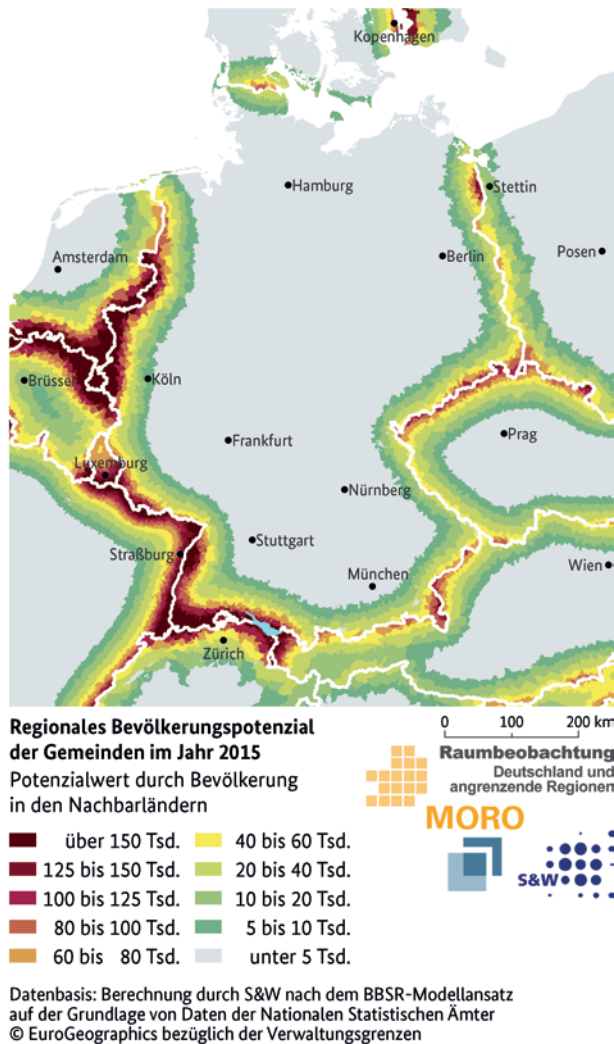 Kopenhagen
Hamburg
Stettin
Amsterdam
Berlin
Posen
Brüssel
Köln
Frankfurt
Prag
Luxemburg
Nürnberg
Straßburg
Stuttgart
München
Wien
Zürich
Regionales Bevölkerungspotenzial
der Gemeinden im Jahr 2015
Potenzialwert durch Bevölkerung
in den Nachbarländern
über 150 Tsd.
125 bis 150 Tsd.
100 bis 125 Tsd.
80 bis 100 Tsd.
60 bis 80 Tsd.
40 bis 60 Tsd.
20 bis 40 Tsd.
10 bis 20 Tsd.
5 bis 10 Tsd.
unter 5 Tsd.
0 100 200 km
Raumbeobachtung
Deutschland und
angrenzende Regionen
MORO
S&W
Datenbasis: Berechnung durch S&W nach dem BBSR-Modellansatz
auf der Grundlage von Daten der Nationalen Statistischen Ämter
© EuroGeographics bezüglich der Verwaltungsgrenzen